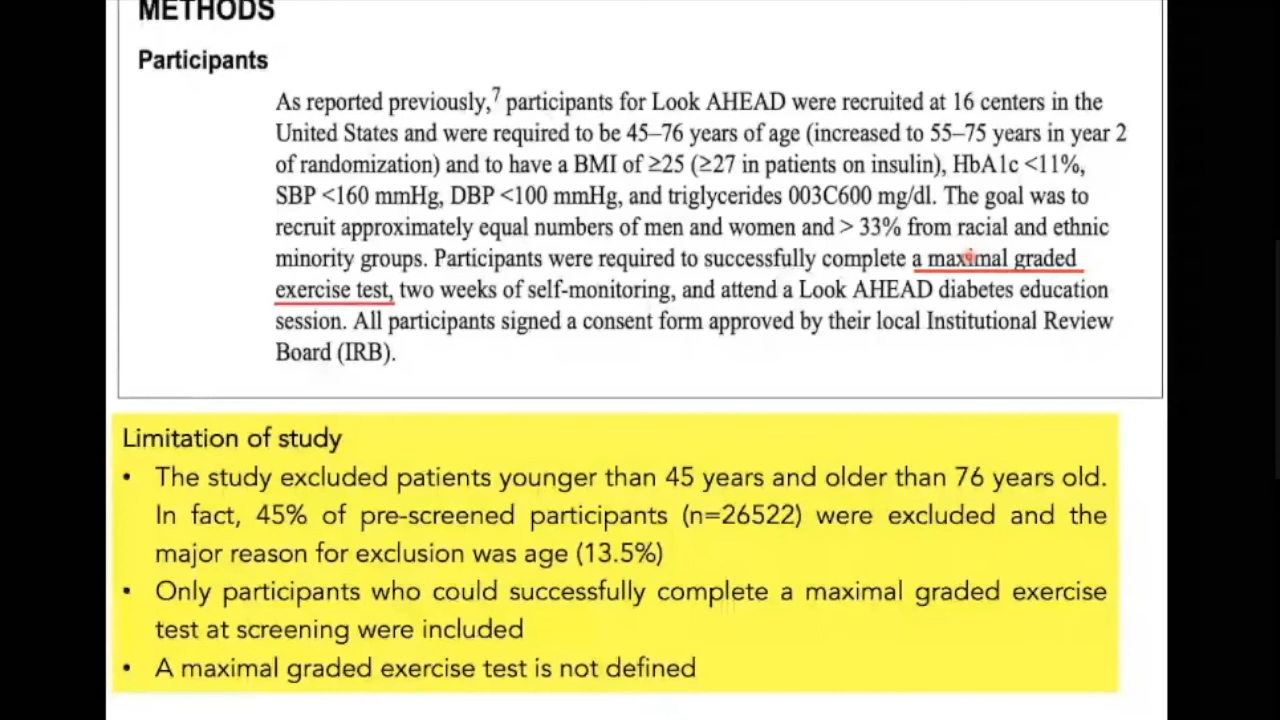 METHODS
Participants
As reported previously,7 participants for Look AHEAD were recruited at 16 centers in the
United States and were required to be 45–76 years of age (increased to 55–75 years in year 2
of randomization) and to have a BMI of ≥25 (≥27 in patients on insulin), HbA1c <11%,
SBP <160 mmHg, DBP <100 mmHg, and triglycerides 003C600 mg/dl. The goal was to
recruit approximately equal numbers of men and women and > 33% from racial and ethnic
minority groups. Participants were required to successfully complete a maximal graded
exercise test, two weeks of self-monitoring, and attend a Look AHEAD diabetes education
session. All participants signed a consent form approved by their local Institutional Review
Board (IRB).
Limitation of study
• The study excluded patients younger than 45 years and older than 76 years old.
In fact, 45% of pre-screened participants (n=26522) were excluded and the
major reason for exclusion was age (13.5%)
• Only participants who could successfully complete a maximal graded exercise
test at screening were included
• A maximal graded exercise test is not defined